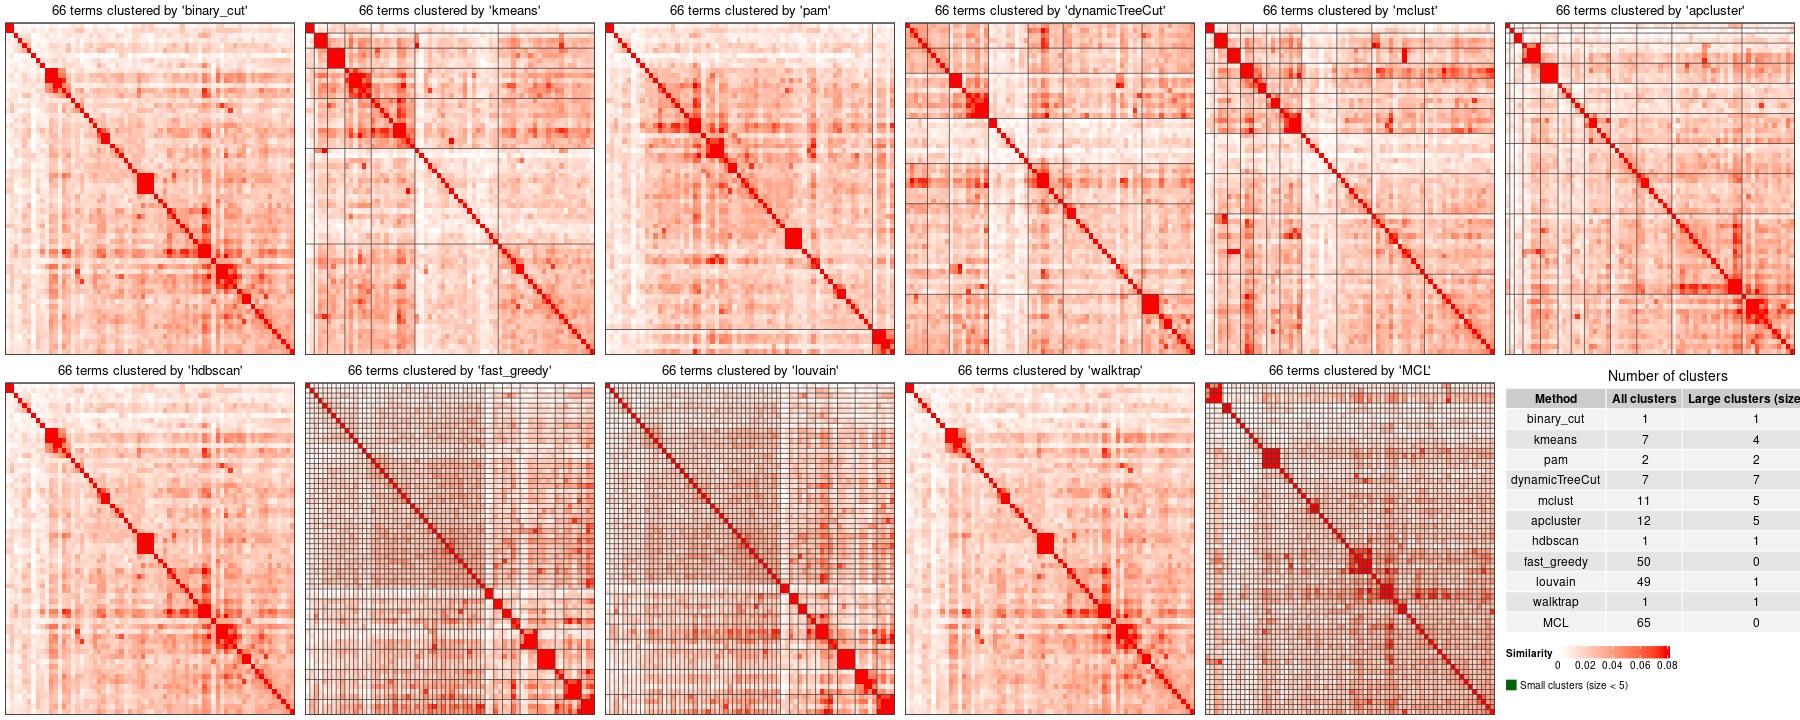 66 terms clustered by 'binary_cut'
66 terms clustered by 'kmeans'
66 terms clustered by 'pam'
66 terms clustered by 'dynamicTreeCut'
66 terms clustered by 'mclust'
66 terms clustered by 'apcluster'
66 terms clustered by 'hdbscan'
66 terms clustered by 'fast_greedy'
66 terms clustered by 'louvain'
66 terms clustered by 'walktrap'
66 terms clustered by 'MCL'
Number of clusters
Method All clusters Large clusters (size
binary_cut 1 1
kmeans 7 4
pam 2 2
dynamicTreeCut 7 7
mclust 11 5
apcluster 12 5
hdbscan 1 1
fast_greedy 50 0
louvain 49 1
walktrap 1 1
MCL 65 0
Similarity
0 0.02 0.04 0.06 0.08
Small clusters (size < 5)